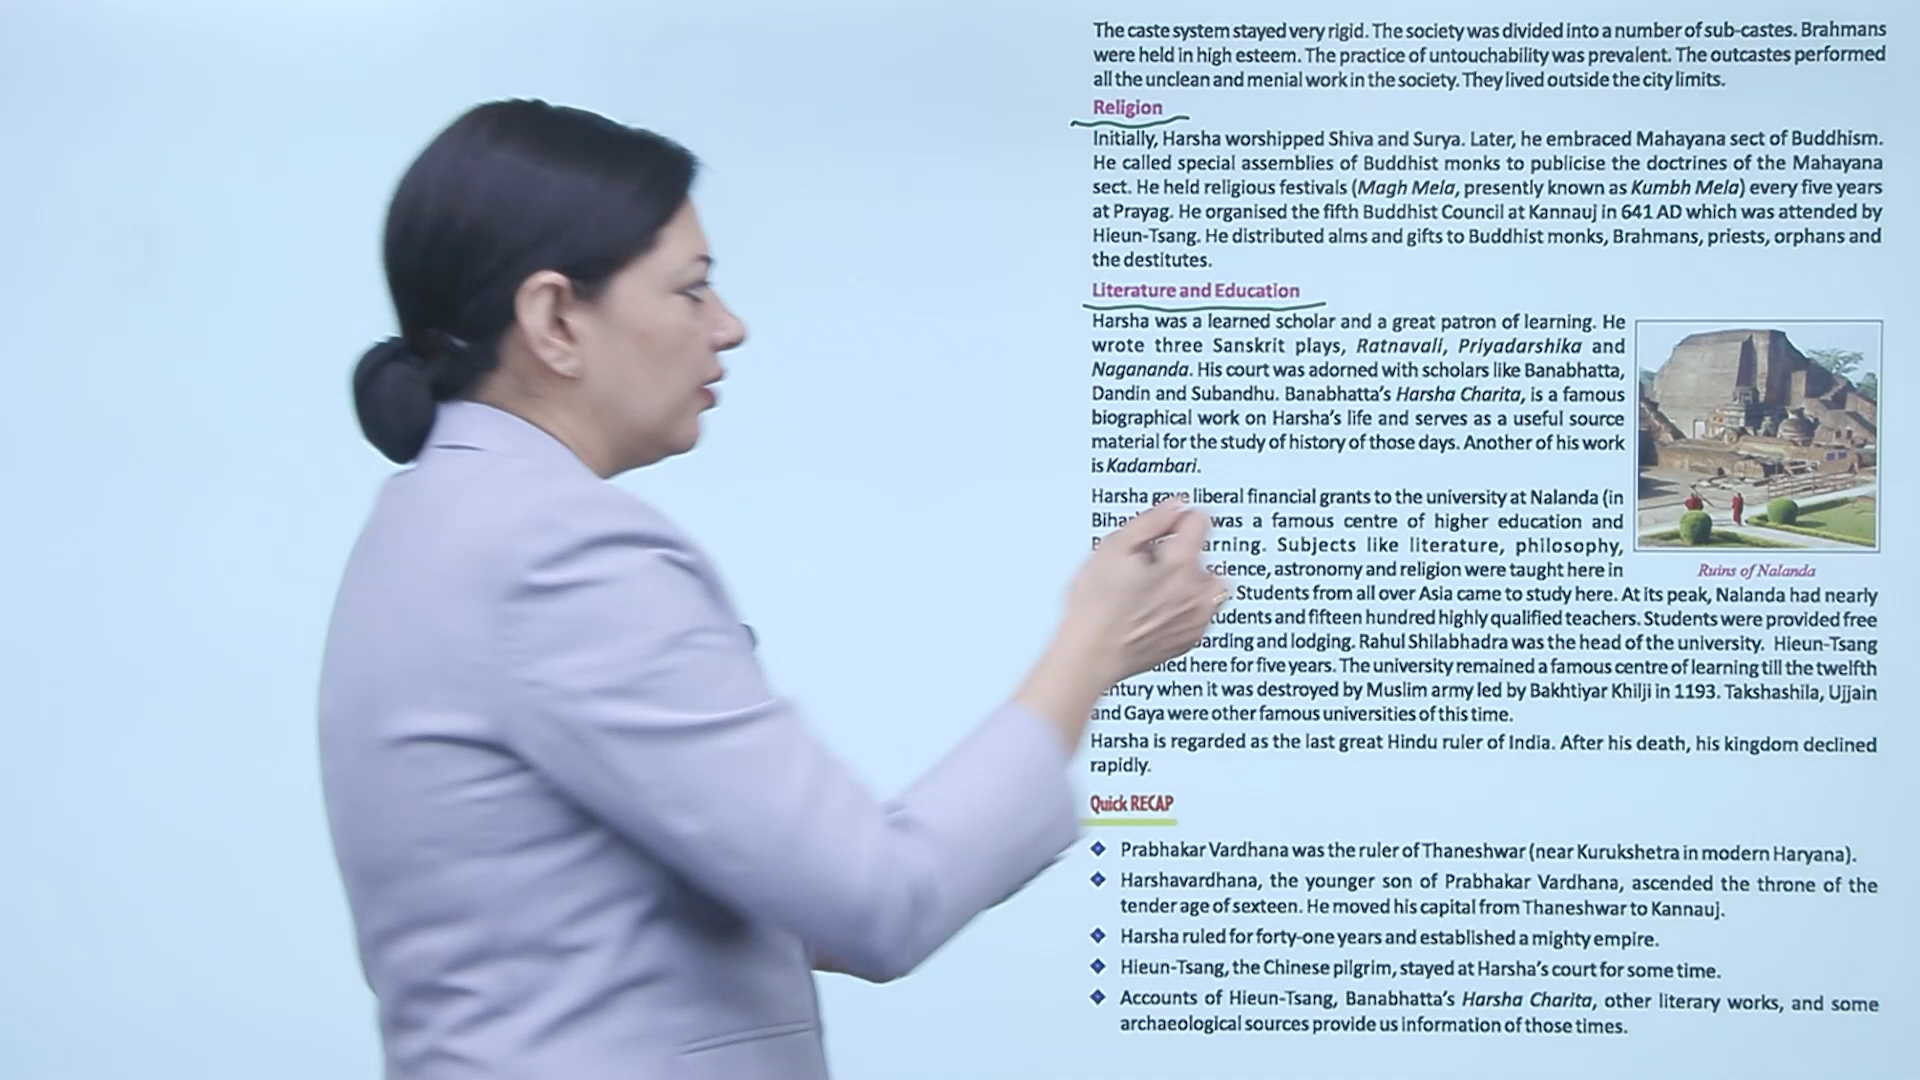 The caste system stayed very rigid. The society was divided into a number of sub-castes. Brahmans
were held in high esteem. The practice of untouchability was prevalent. The outcastes performed
all the unclean and menial work in the society. They lived outside the city limits.
Religion
Initially, Harsha worshipped Shiva and Surya. Later, he embraced Mahayana sect of Buddhism.
He called special assemblies of Buddhist monks to publicise the doctrines of the Mahayana
sect. He held religious festivals (Magh Mela, presently known as Kumbh Mela) every five years
at Prayag. He organised the fifth Buddhist Council at Kannauj in 641 AD which was attended by
Hieun-Tsang. He distributed alms and gifts to Buddhist monks, Brahmans, priests, orphans and
the destitutes.
Literature and Education
Harsha was a learned scholar and a great patron of learning. He
wrote three Sanskrit plays, Ratnavali, Priyadarshika and
Nagananda. His court was adorned with scholars like Banabhatta,
Dandin and Subandhu. Banabhatta's Harsha Charita, is a famous
biographical work on Harsha's life and serves as a useful source
material for the study of history of those days. Another of his work
is Kadambari.
Harsha gave liberal financial grants to the university at Nalanda (in
was a famous centre of higher education and
Subjects like literature, philosophy,
science, astronomy and religion were taught here in
Ruins of Nalanda
Students from all over Asia came to study here. At its peak, Nalanda had nearly
and fifteen hundred highly qualified teachers. Students were provided free
and lodging. Rahul Shilabhadra was the head of the university. Hieun-Tsang
here for five years. The university remained a famous centre of learning till the twelfth
when it was destroyed by Muslim army led by Bakhtiyar Khilji in 1193. Takshashila, Ujjain
and Gaya were other famous universities of this time.
Harsha is regarded as the last great Hindu ruler of India. After his death, his kingdom declined
rapidly.
Quick RECAP
❖ Prabhakar Vardhana was the ruler of Thaneshwar (near Kurukshetra in modern Haryana).
❖ Harshavardhana, the younger son of Prabhakar Vardhana, ascended the throne of the
tender age of sexteen. He moved his capital from Thaneshwar to Kannauj.
❖ Harsha ruled for forty-one years and established a mighty empire.
❖ Hieun-Tsang, the Chinese pilgrim, stayed at Harsha's court for some time.
❖ Accounts of Hieun-Tsang, Banabhatta's Harsha Charita, other literary works, and some
archaeological sources provide us information of those times.